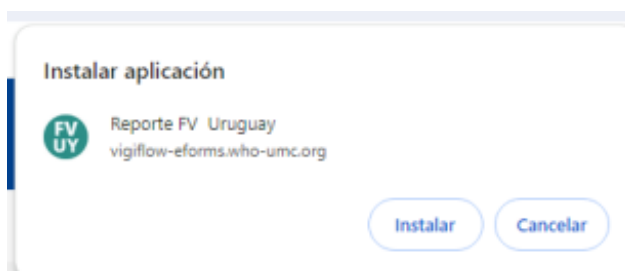 Instalar aplicación
FV
UY
Reporte FV Uruguay
vigiflow-eforms.who-umc.org
Instalar
Cancelar